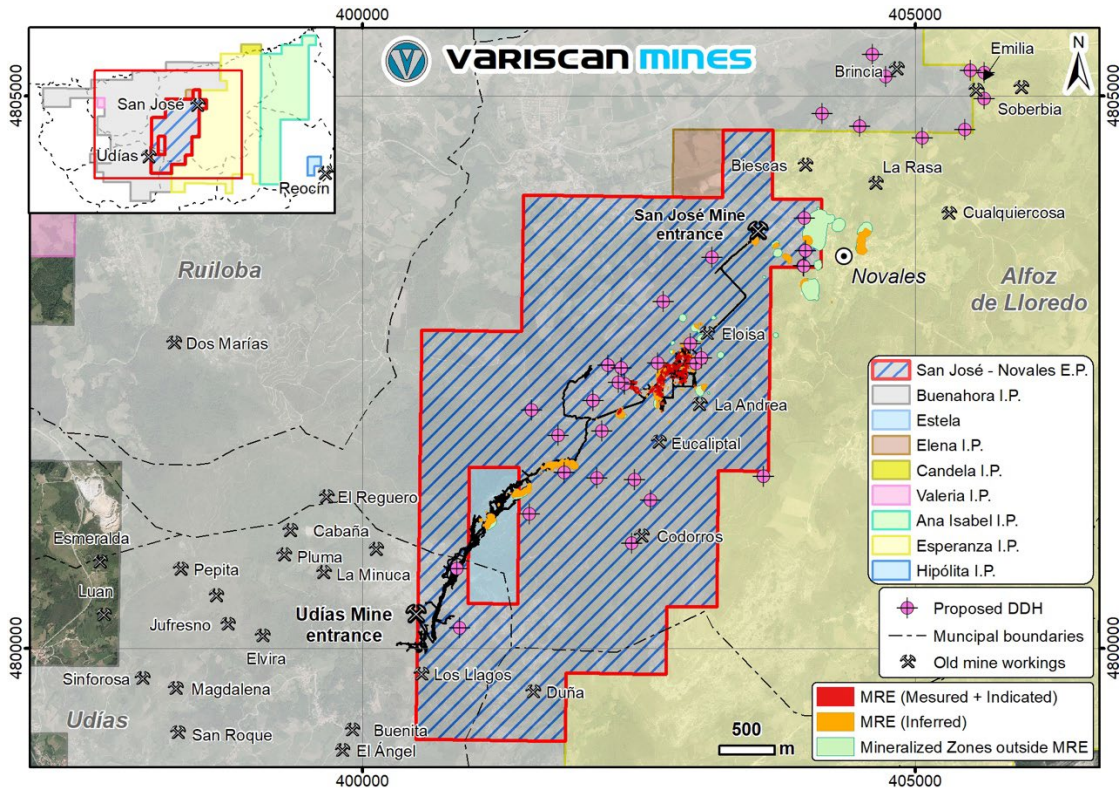 400000
405000
VARISCAN MINES
N
San José
Udías
Reocín
4805000
4805000
Emilia
Brincia
Soberbia
Biescas
La Rasa
San José Mine
entrance
Cualquiercosa
Ruiloba
Novales
Alfoz
de Lloredo
Dos Marías
Eloisa
La Andrea
Eucaliptal
El Reguero
Cabaña
Codorros
Esmeralda
Pluma
Pepita
La Minuca
Luan
Udías Mine
entrance
Jufresno
Elvira
4800000
4800000
Sinforosa
Magdalena
Los Llagos
Duña
Udías
San Roque
Buenita
El Ángel
San José - Novales E.P.
Buenahora I.P.
Estela
Elena I.P.
Candela I.P.
Valeria I.P.
Ana Isabel I.P.
Esperanza I.P.
Hipólita I.P.
Proposed DDH
Muncipal boundaries
Old mine workings
MRE (Mesured + Indicated)
MRE (Inferred)
Mineralized Zones outside MRE
500
m
400000
405000